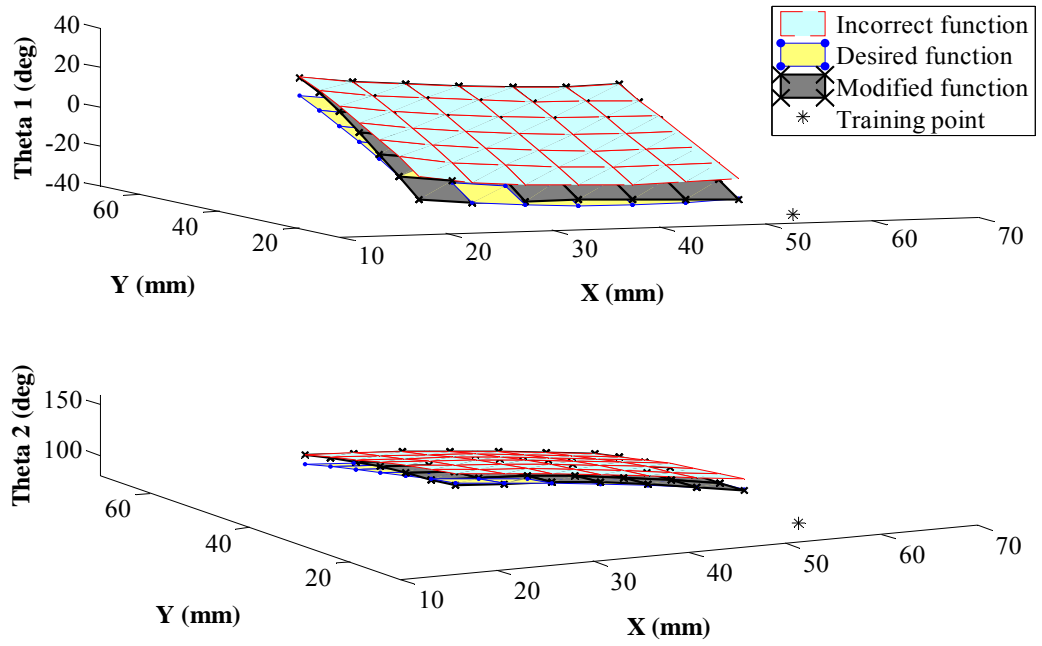 Incorrect function
Desired function
Modified function
Training point
Theta 1 (deg)
40
20
0
-20
-40
60
40
20
Y (mm)
10
20
30
40
50
60
70
X (mm)
Theta 2 (deg)
150
100
60
40
20
Y (mm)
10
20
30
40
50
60
70
X (mm)